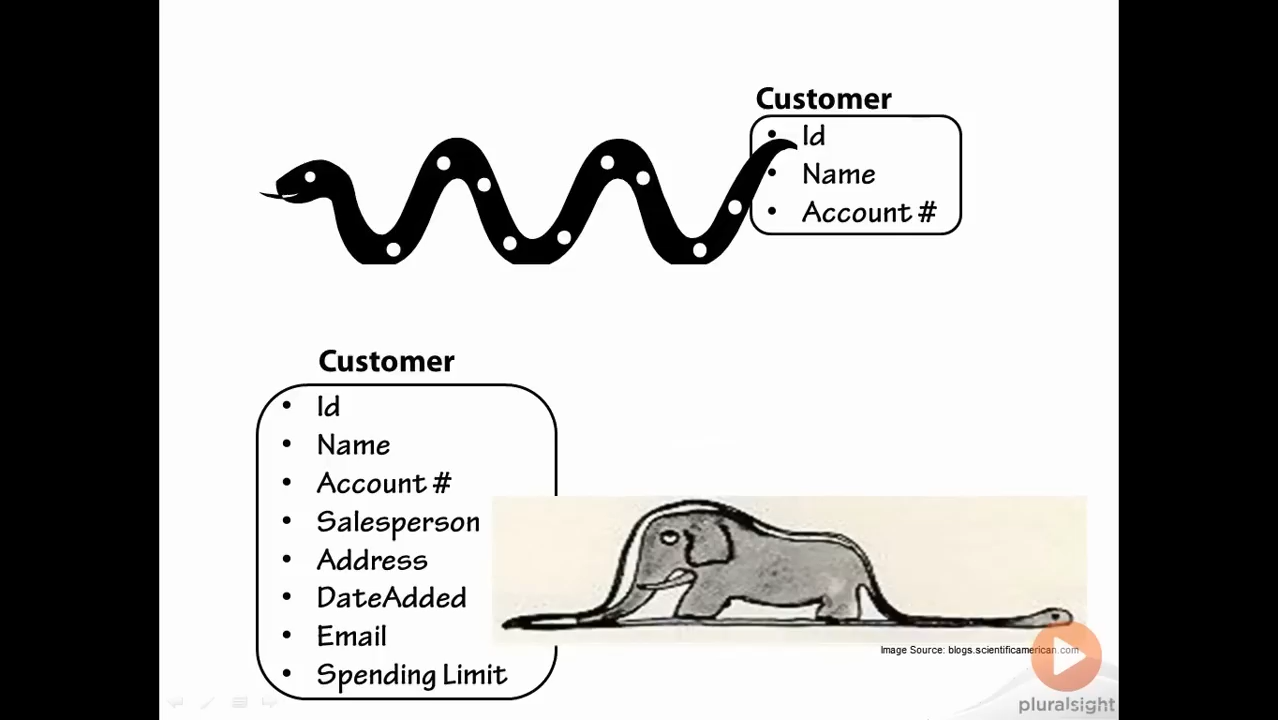 Customer
• Id
• Name
• Account #
Customer
• Id
• Name
• Account #
• Salesperson
• Address
• DateAdded
• Email
• Spending Limit
Image Source: blogs.scientificamerican.com
pluralsight